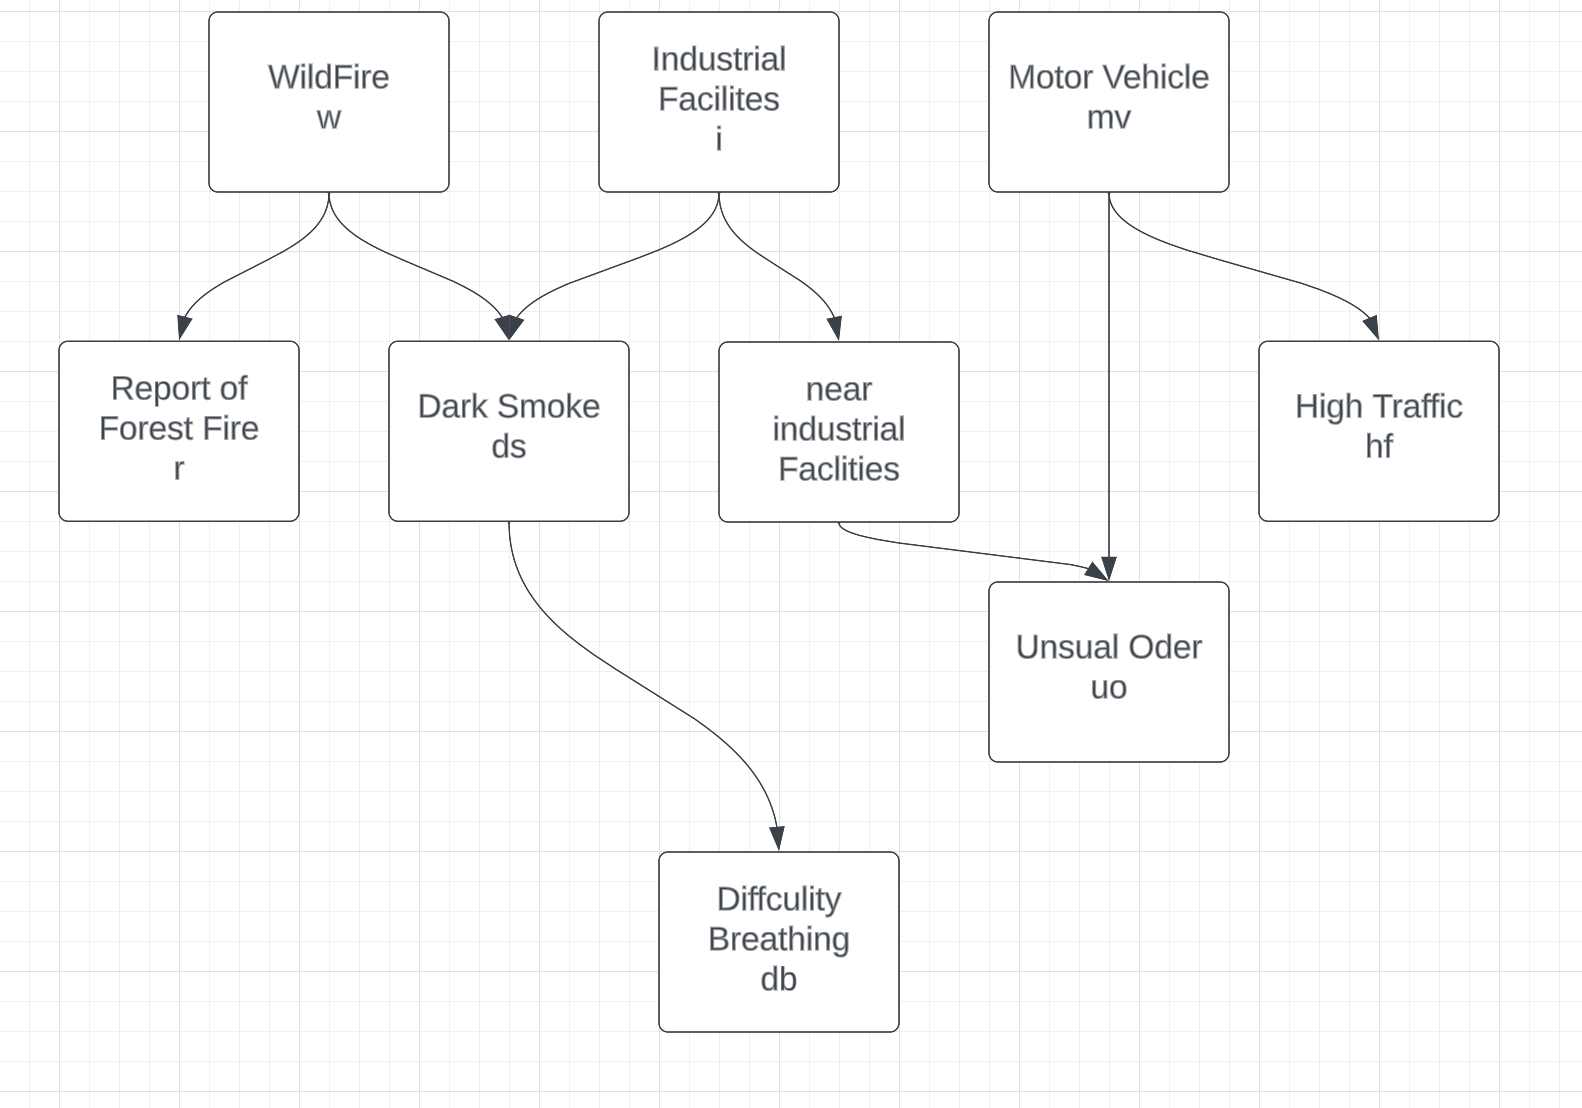 WildFire
w
Industrial
Facilites
i
Motor Vehicle
mv
Report of
Forest Fire
r
Dark Smoke
ds
near
industrial
Faclities
High Traffic
hf
Unsual Oder
uo
Diffculity
Breathing
db